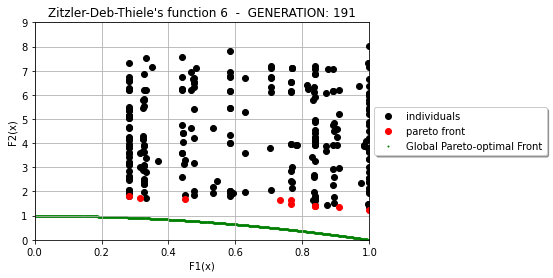 Zitzler-Deb-Thiele's function 6 - GENERATION: 191
9
8
7
6
5
4
3
2
1
0
F2(x)
0.0 0.2 0.4 0.6 0.8 1.0
F1(x)
individuals
pareto front
Global Pareto-optimal Front